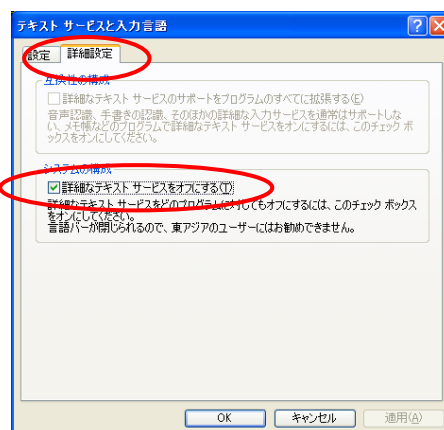 テキスト サービスと入力言語
設定 詳細設定
互換性の構成
詳細なテキスト サービスのサポートをプログラムのすべてに拡張する(E)
音声認識、手書きの認識、そのほかの詳細な入力サービスを通常はサポートしな
い、メモ帳などのプログラムで詳細なテキスト サービスをオンにするには、このチェック ボ
ックスをオンにしてください。
システムの構成
詳細なテキスト サービスをオフにする(T)
詳細なテキスト サービスをどのプログラムに対してもオフにするには、このチェック ボックス
をオンにしてください。
言語バーが閉じられるので、東アジアのユーザーにはお勧めできません。
OK キャンセル 適用(A)